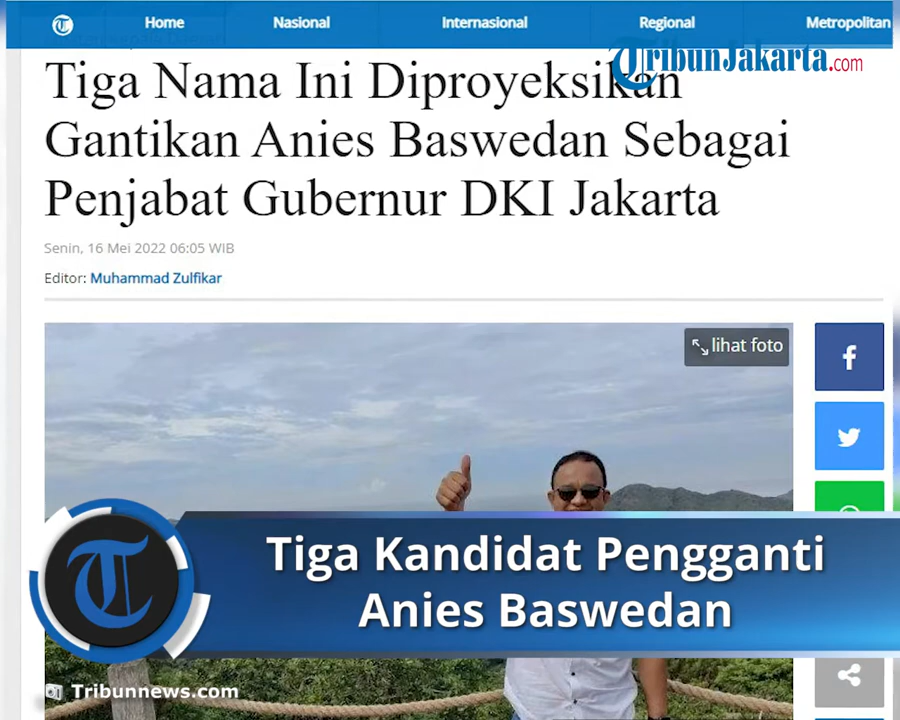 Home Nasional Internasional Regional Metropolitan
TribunJakarta.com
Tiga Nama Ini Diproyeksikan
Gantikan Anies Baswedan Sebagai
Penjabat Gubernur DKI Jakarta
Senin, 16 Mei 2022 06:05 WIB
Editor: Muhammad Zulfikar
lihat foto
Tiga Kandidat Pengganti
Anies Baswedan
Tribunnews.com